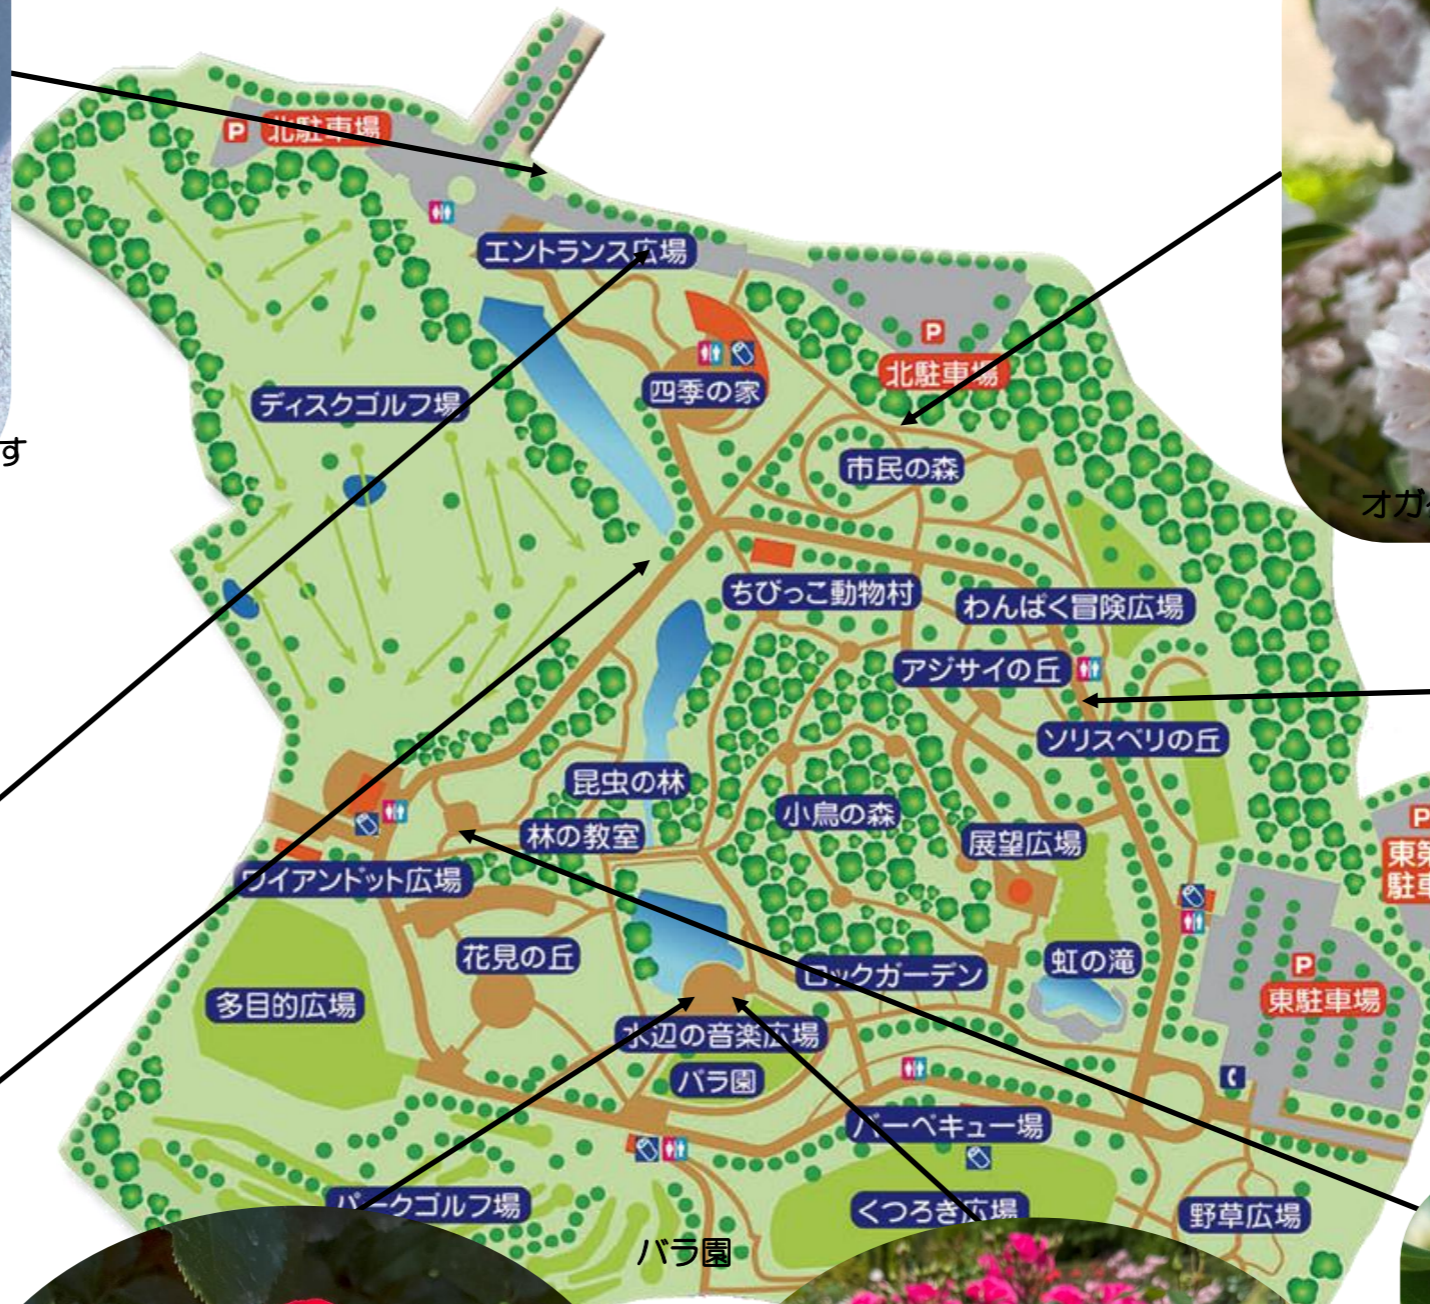 P 北駐車場
エントランス広場
P
北駐車場
四季の家
ディスクゴルフ場
す
市民の森
オガ
ちびっこ動物村
わんぱく冒険広場
アジサイの丘
ソリスベリの丘
昆虫の林
小鳥の森
林の教室
展望広場
P
東第
駐車
ワイアンドット広場
花見の丘
ロックガーデン
虹の滝
P
東駐車場
多目的広場
水辺の音楽広場
バラ園
バーベキュー場
パークゴルフ場
くつろぎ広場
野草広場
バラ園